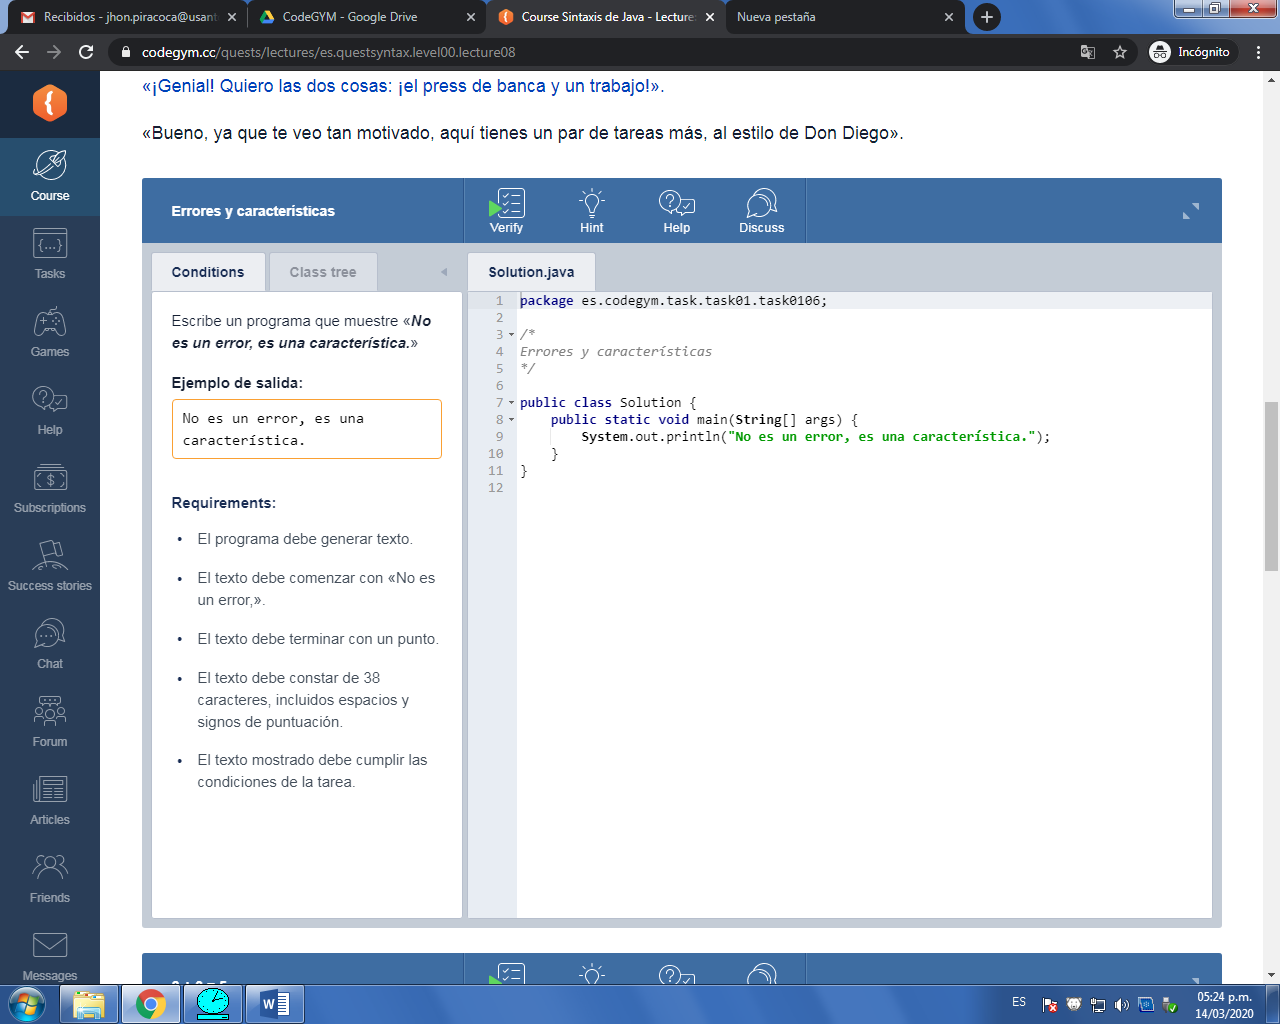 Recibidos - jhon.piracoca@usant
CodeGYM - Google Drive
Course Sintaxis de Java - Lecture:
Nueva pestaña
codegym.cc/quests/lectures/es.questsyntax.level00.lecture08
Incógnito
«¡Genial! Quiero las dos cosas: ¡el press de banca y un trabajo!».
«Bueno, ya que te veo tan motivado, aquí tienes un par de tareas más, al estilo de Don Diego».
Course
Tasks
Games
Help
Subscriptions
Success stories
Chat
Forum
Articles
Friends
Messages
Errores y características
Verify
Hint
Help
Discuss
Conditions
Class tree
Escribe un programa que muestre «No
es un error, es una característica.»
Ejemplo de salida:
No es un error, es una
característica.
Requirements:
• El programa debe generar texto.
• El texto debe comenzar con «No es
un error,».
• El texto debe terminar con un punto.
• El texto debe constar de 38
caracteres, incluidos espacios y
signos de puntuación.
• El texto mostrado debe cumplir las
condiciones de la tarea.
Solution.java
1 package es.codegym.task.task01.task0106;
2
3 /*
4 Errores y características
5 */
6
7 public class Solution {
8 public static void main(String[] args) {
9 System.out.println("No es un error, es una característica.");
10 }
11 }
12
ES
05:24 p.m.
14/03/2020